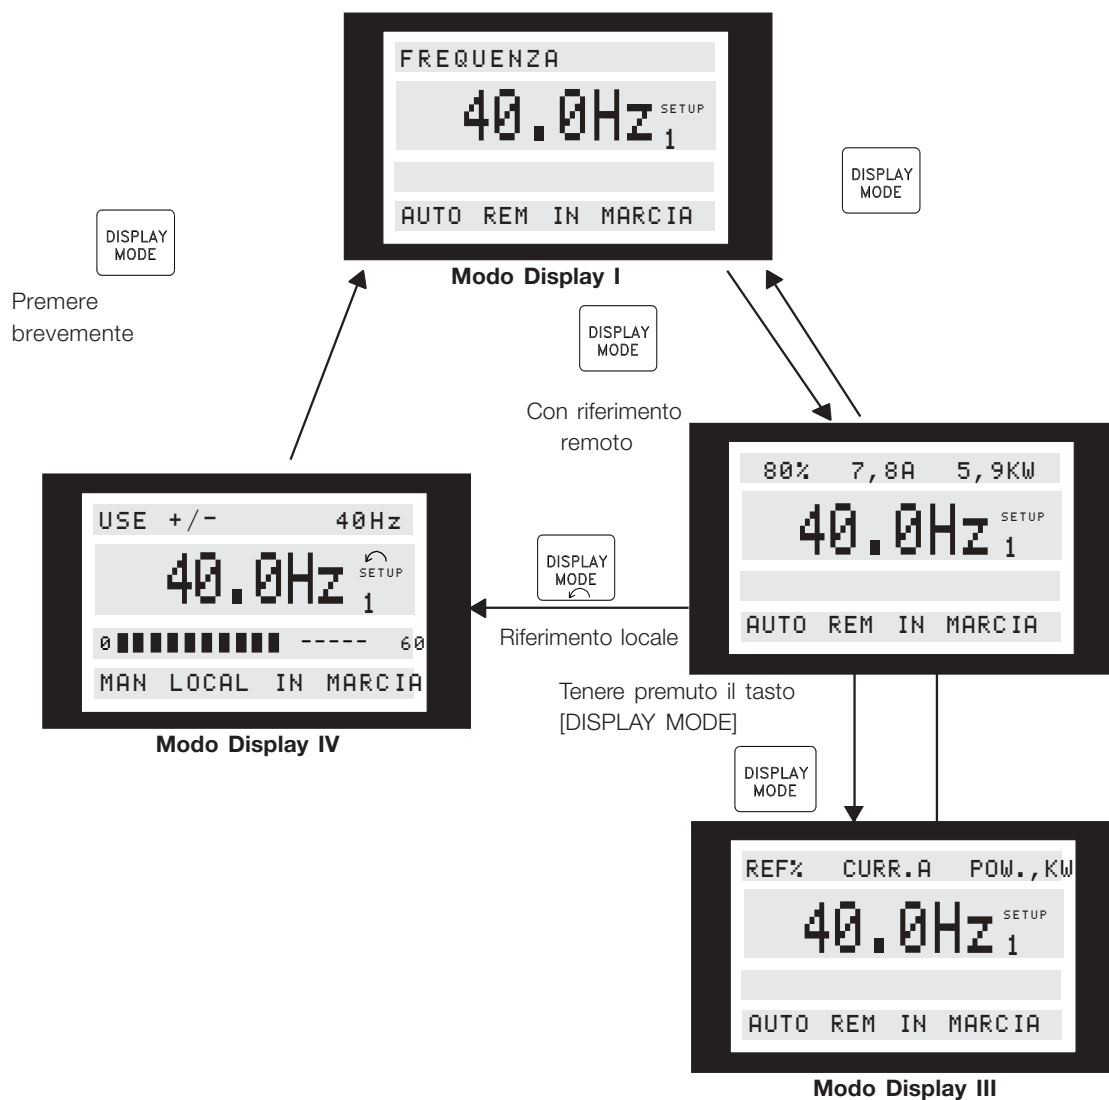 FREQUENZA
40.0Hz SETUP 1
AUTO REM IN MARCIA
Modo Display I
DISPLAY MODE
DISPLAY MODE
Premere
brevemente
DISPLAY MODE
Con riferimento
remoto
80% 7,8A 5,9KW
40.0Hz SETUP 1
AUTO REM IN MARCIA
USE +/- 40Hz
40.0Hz SETUP 1
0 ----- 60
MAN LOCAL IN MARCIA
Modo Display IV
DISPLAY MODE
Riferimento locale
Tenere premuto il tasto
[DISPLAY MODE]
DISPLAY MODE
REF% CURR.A POW.,KW
40.0Hz SETUP 1
AUTO REM IN MARCIA
Modo Display III